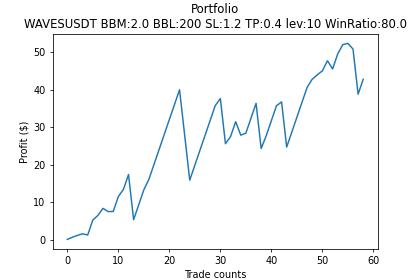 Portfolio
WAVESUSDT BBM:2.0 BBL:200 SL:1.2 TP:0.4 lev:10 WinRatio:80.0
Profit ($)
50
40
30
20
10
0
0 10 20 30 40 50 60
Trade counts